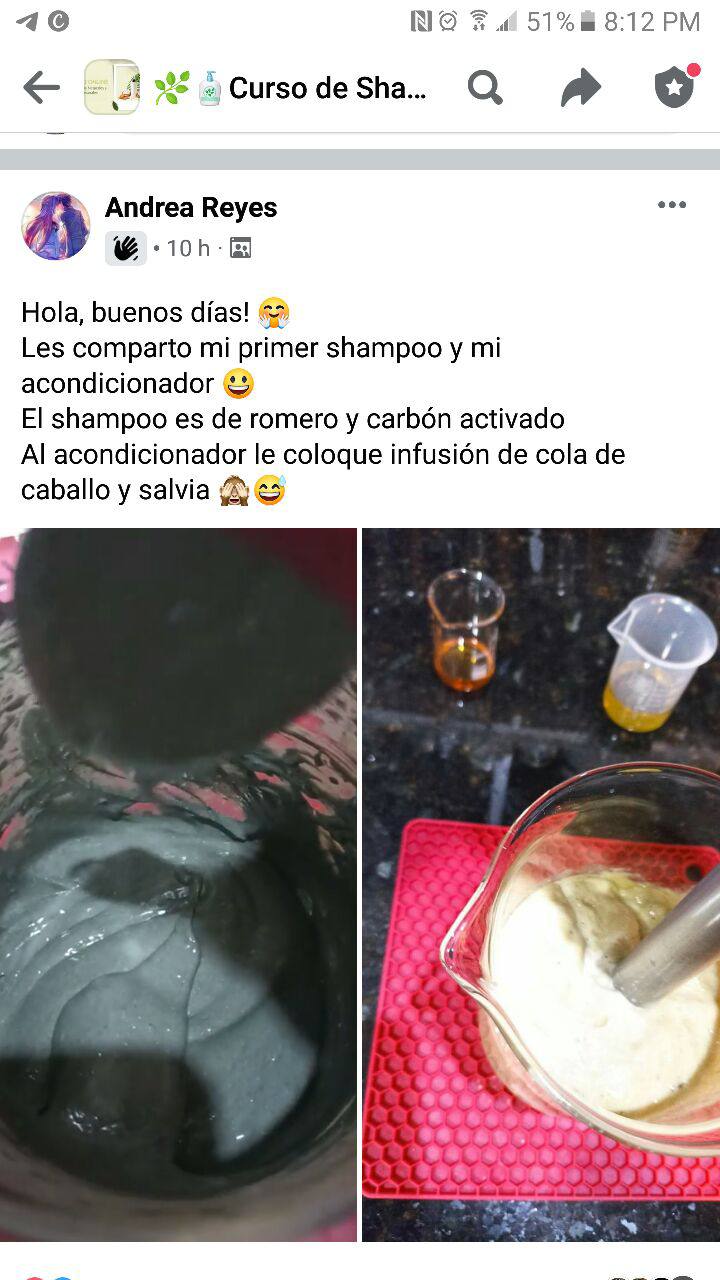 51% 8:12 PM
Curso de Sha...
Andrea Reyes
• 10 h ·
Hola, buenos días! 🤗
Les comparto mi primer shampoo y mi
acondicionador 😃
El shampoo es de romero y carbón activado
Al acondicionador le coloque infusión de cola de
caballo y salvia 🙈😅